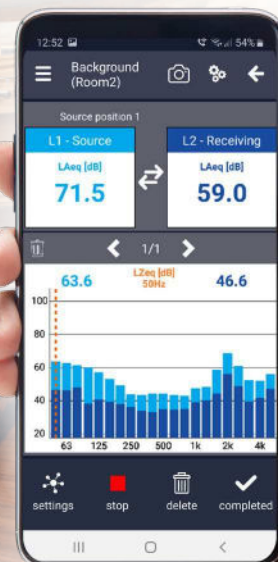 12:52 54%
Background
(Room2)
Source position 1
L1 - Source L2 - Receiving
LAeq [dB] LAeq [dB]
71.5 59.0
1/1
63.6 LZeq [dB] 46.6
50Hz
100
80
60
40
20
63 125 250 500 1k 2k 4k
settings stop delete completed